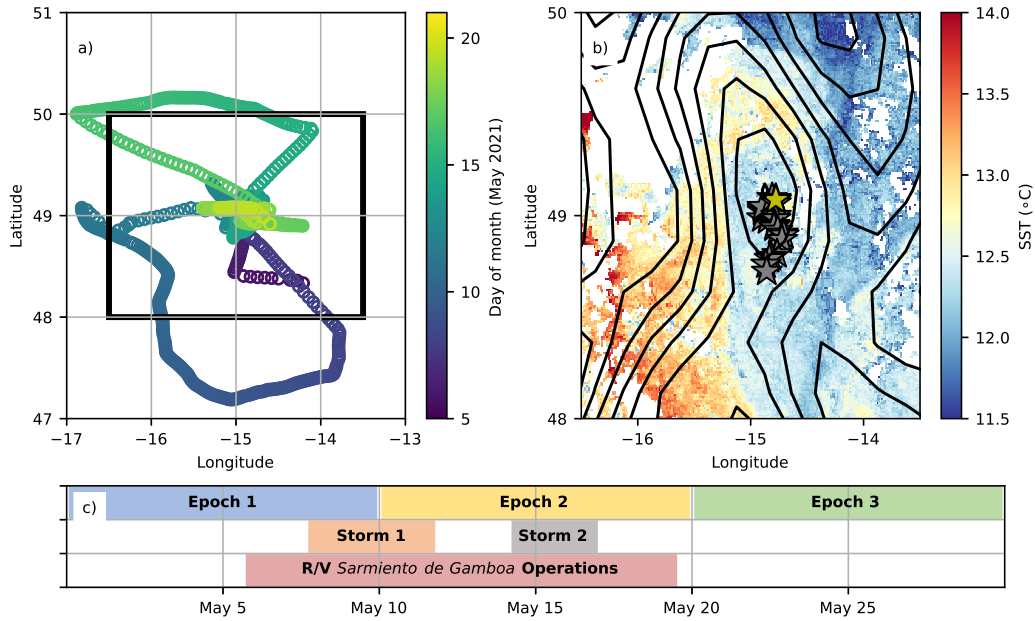 a)
51
50
49
48
47
Latitude
−17
−16
−15
−14
−13
Longitude
20
15
10
5
Day of month (May 2021)
b)
50
49
48
Latitude
−16
−15
−14
Longitude
14.0
13.5
13.0
12.5
12.0
11.5
SST (∘C)
c)
Epoch 1
Epoch 2
Epoch 3
Storm 1
Storm 2
R/V Sarmiento de Gamboa Operations
May 5
May 10
May 15
May 20
May 25